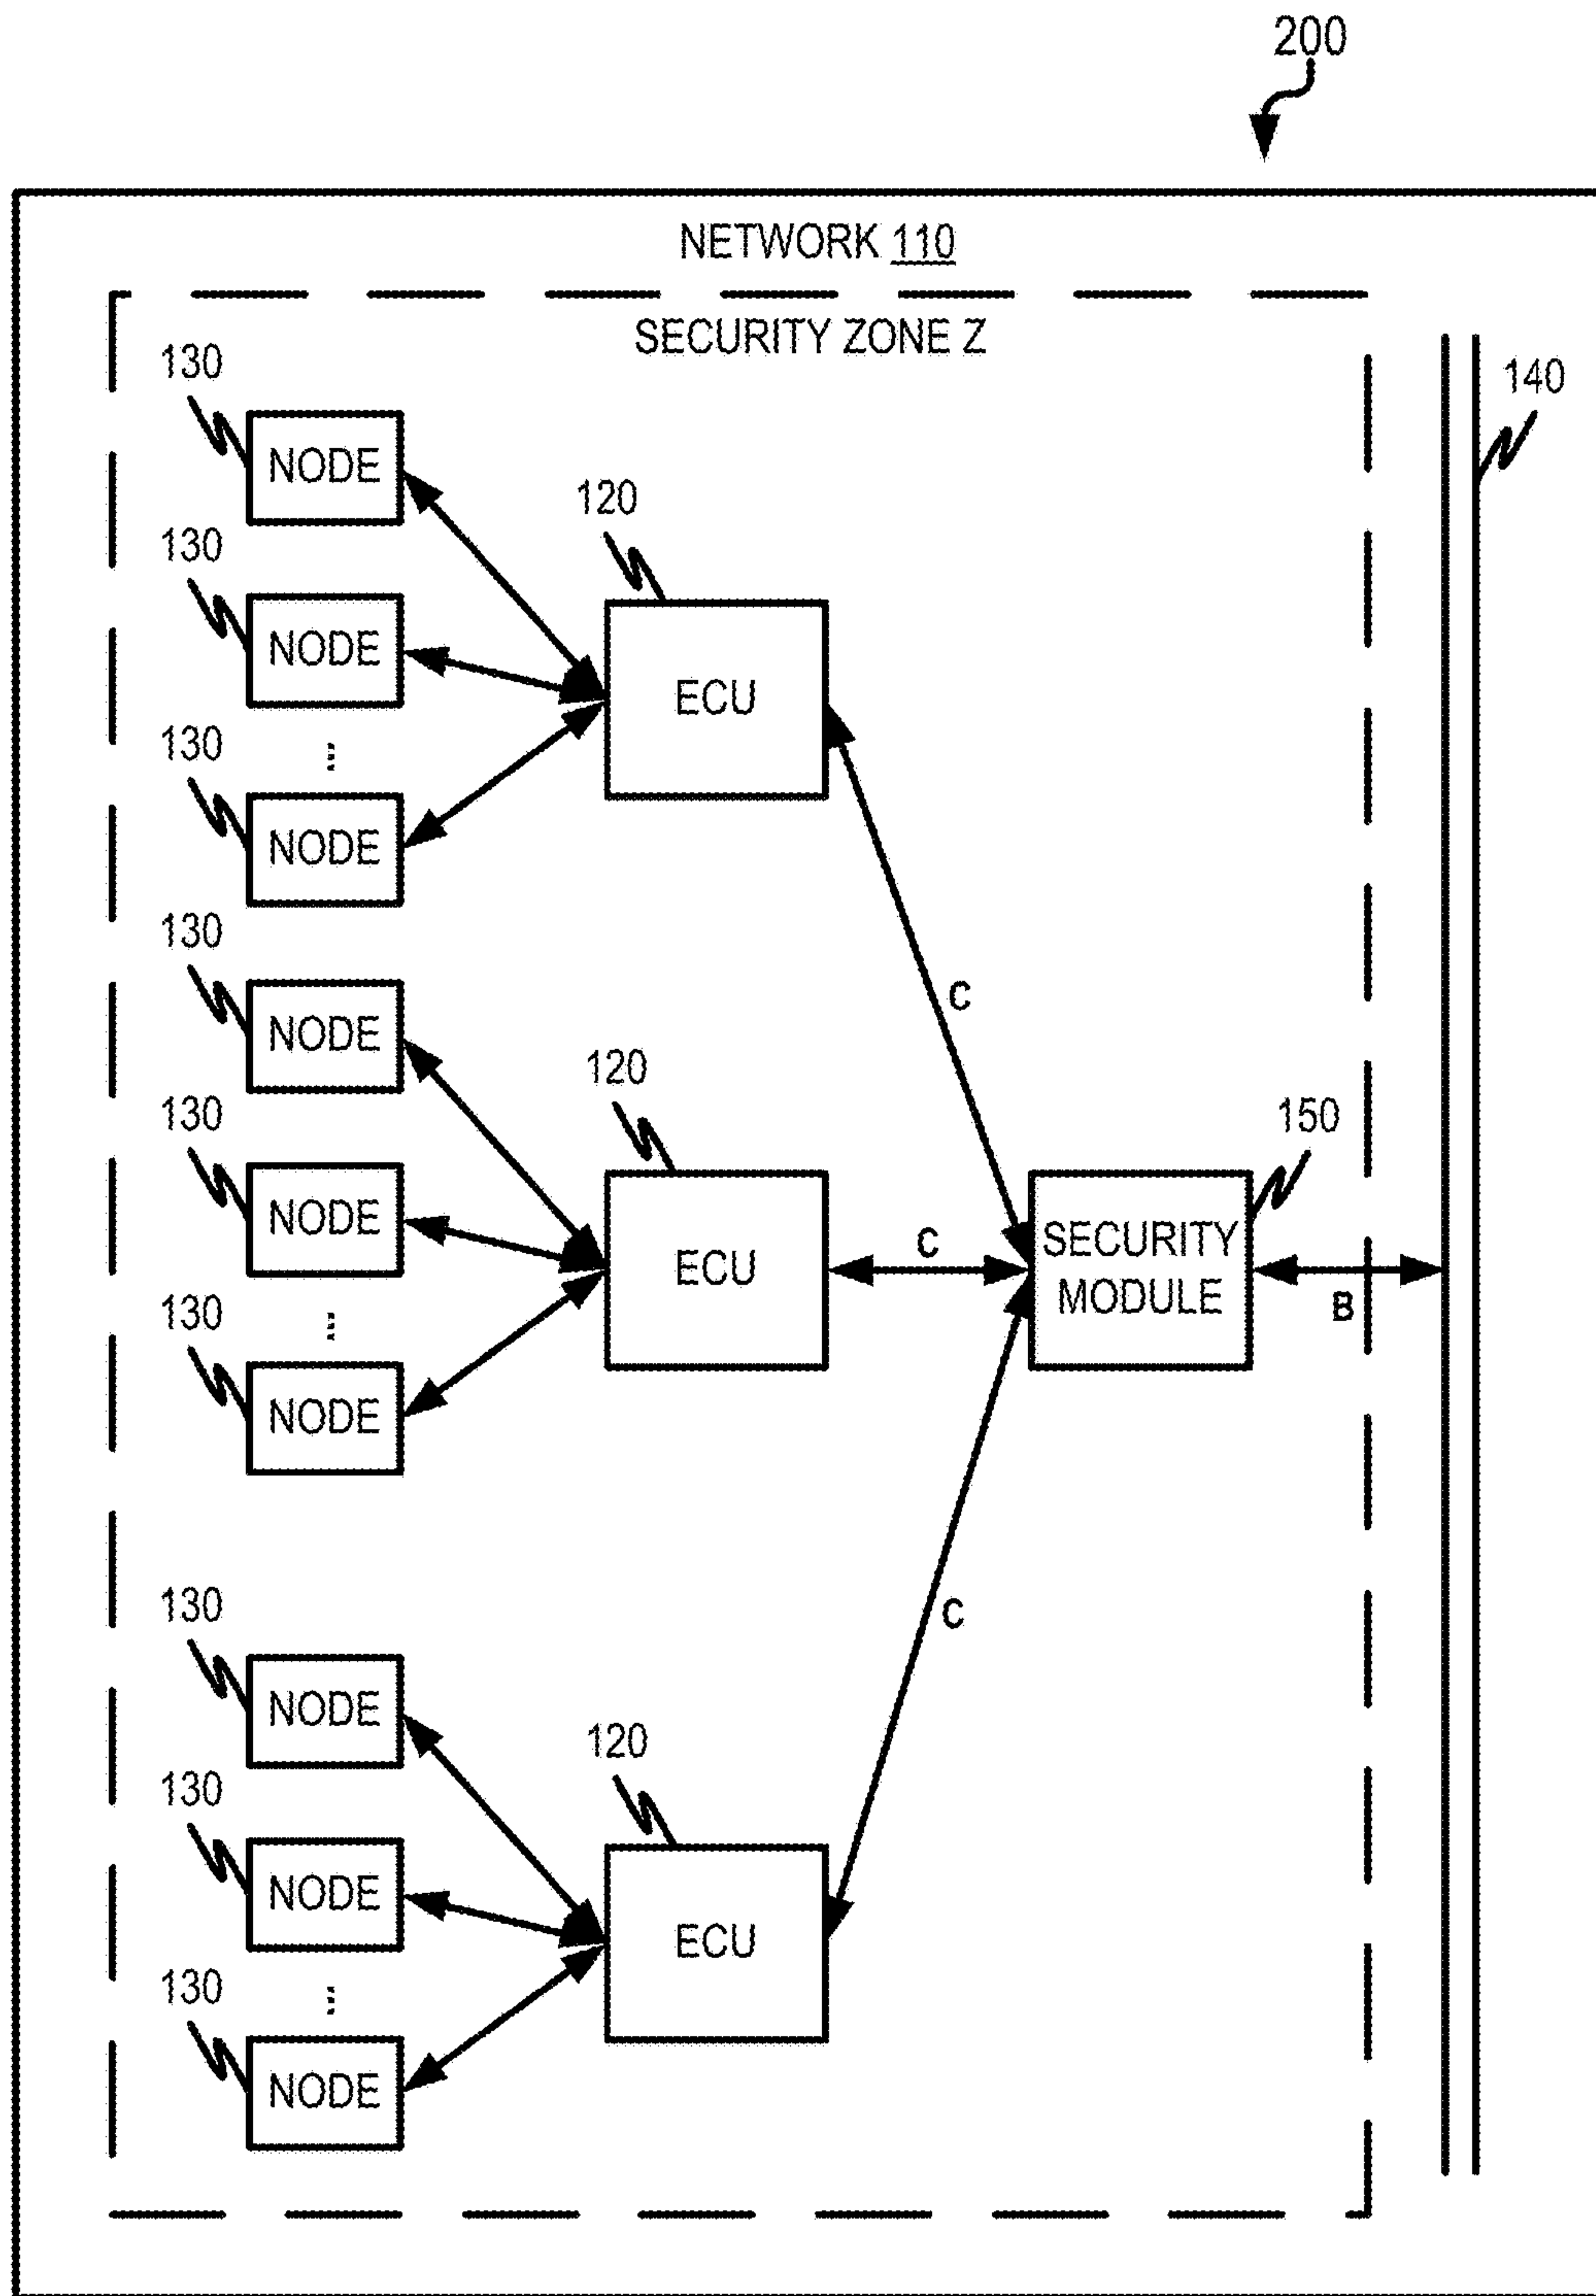 200
NETWORK 110
SECURITY ZONE Z
130
140
NODE
120
130
NODE
ECU
130
...
NODE
130
C
NODE
120
130
150
NODE
ECU
C
SECURITY
MODULE
B
130
...
NODE
130
C
NODE
120
130
NODE
ECU
130
...
NODE